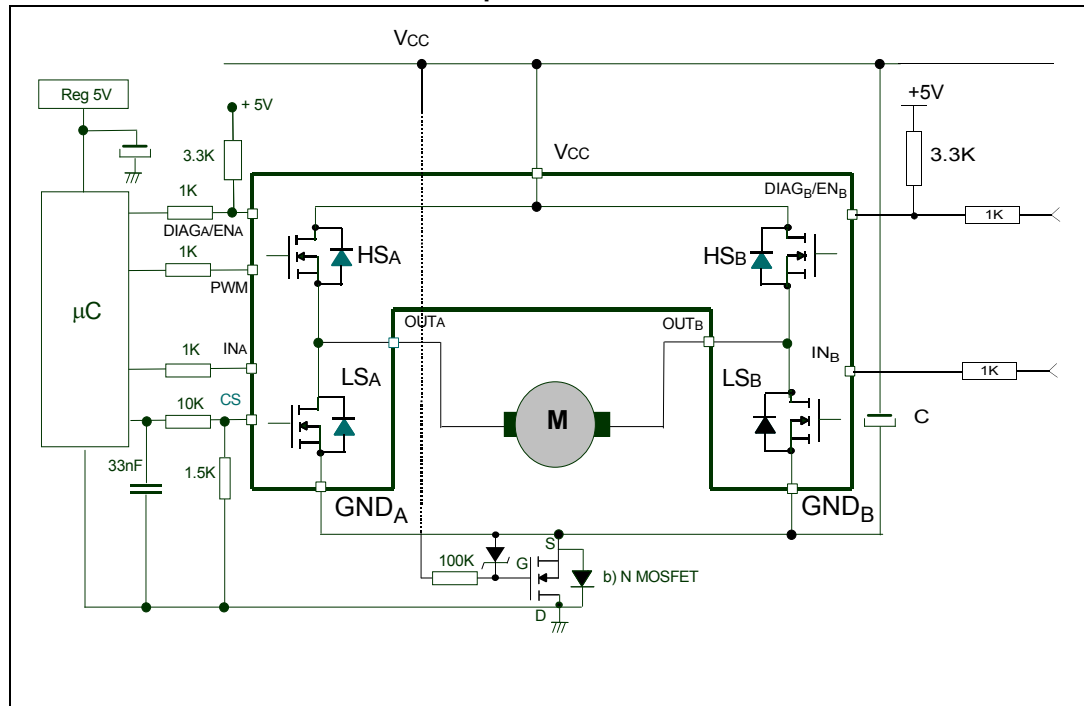 VCC
Reg 5V
+ 5V
+5V
3.3K
VCC
3.3K
1K
DIAGA/ENA
DIAGB/ENB
1K
HSA
HSB
1K
PWM
µC
OUTA
OUTB
INA
INB
1K
LSA
LSB
1K
CS
10K
M
C
33nF
1.5K
GNDA
GNDB
S
100K
G
b) N MOSFET
D